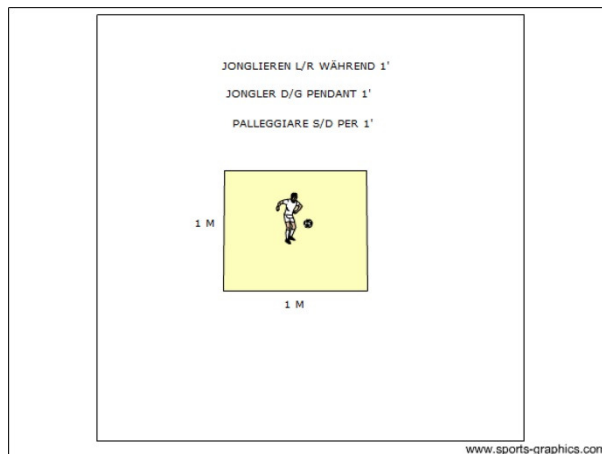 JONGLIEREN L/R WÄHREND 1'
JONGLER D/G PENDANT 1'
PALLEGGIARE S/D PER 1'
1 M
1 M
www.sports-graphics.com